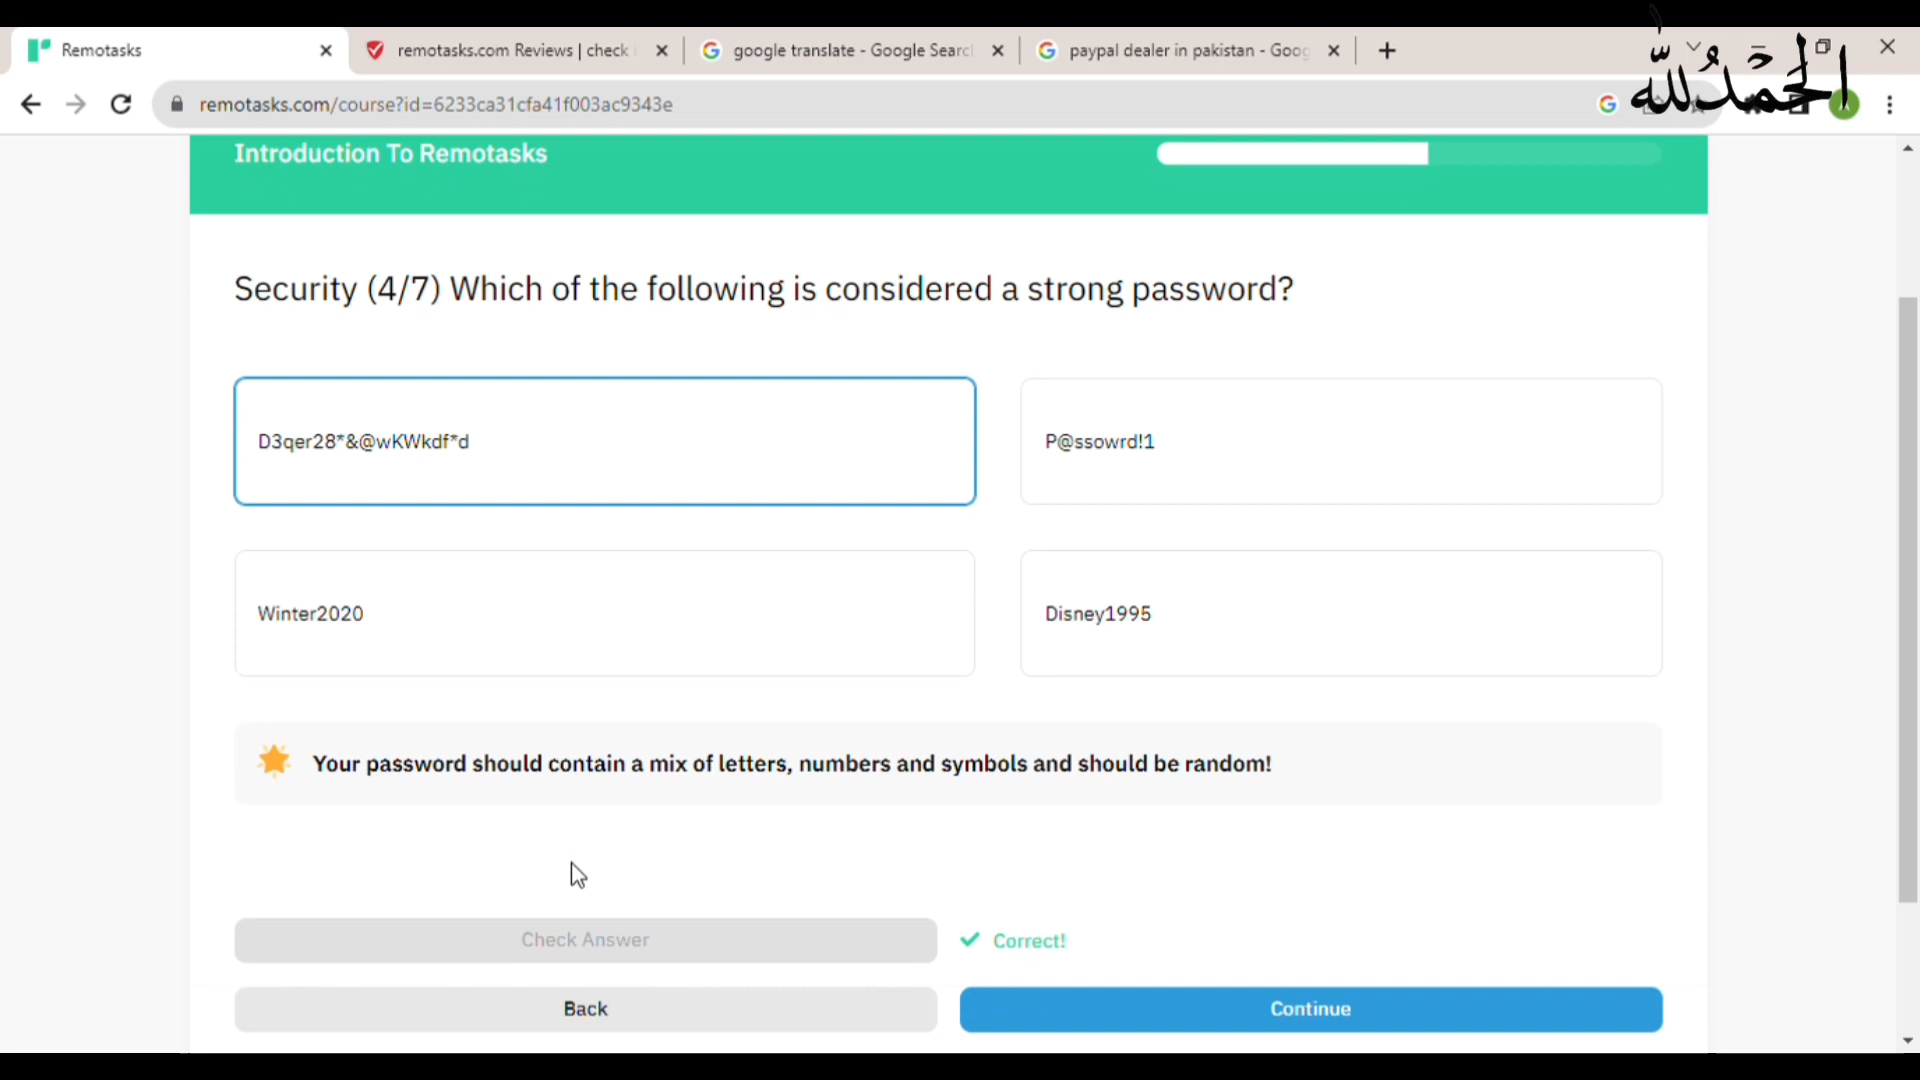 Remotasks
remotasks.com Reviews | check
google translate - Google Searc
paypal dealer in pakistan - Goog
الحمد لله
remotasks.com/course?id=6233ca31cfa41f003ac9343e
Introduction To Remotasks
Security (4/7) Which of the following is considered a strong password?
D3qer28*&@wKWkdf*d
P@ssowrd!1
Winter2020
Disney1995
Your password should contain a mix of letters, numbers and symbols and should be random!
Check Answer
Correct!
Back
Continue